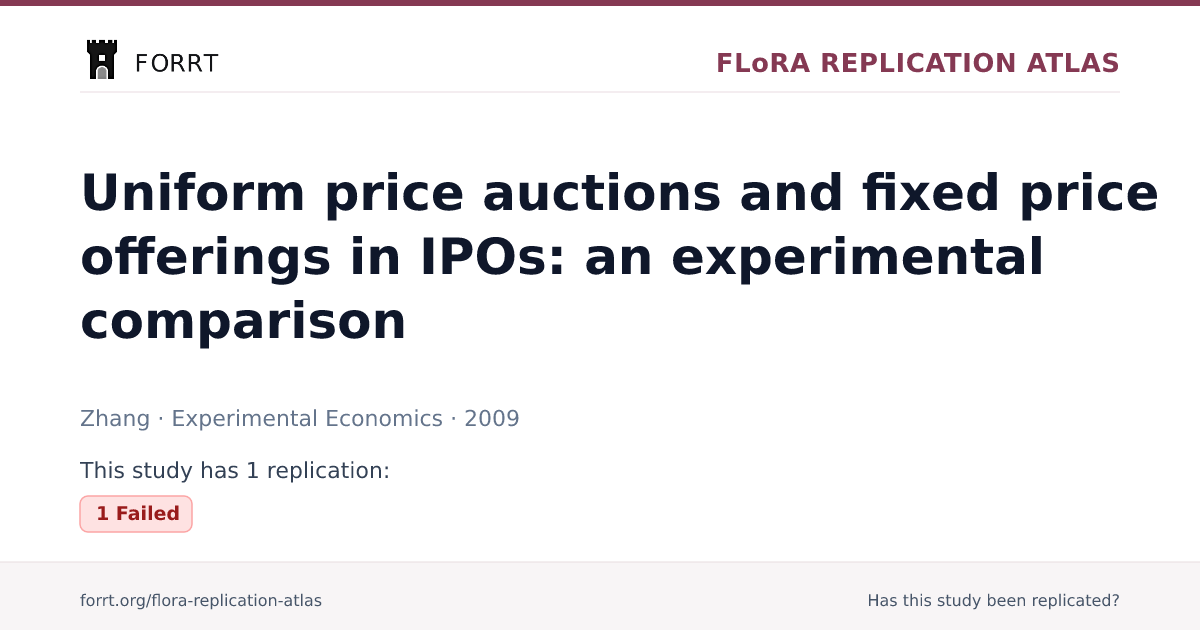 FORRT
FLoRA REPLICATION ATLAS
Uniform price auctions and fixed price
offerings in IPOs: an experimental
comparison
Zhang · Experimental Economics · 2009
This study has 1 replication:
1 Failed
forrt.org/flora-replication-atlas
Has this study been replicated?